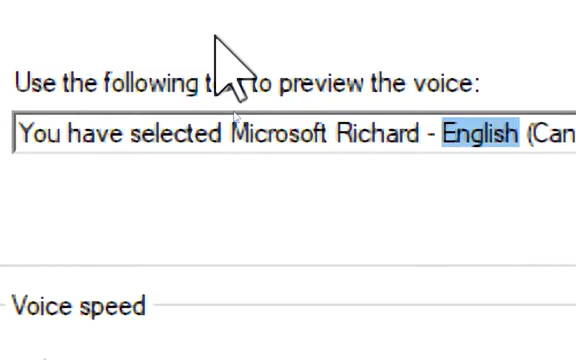 Use the following to preview the voice:
You have selected Microsoft Richard - English (Can
Voice speed